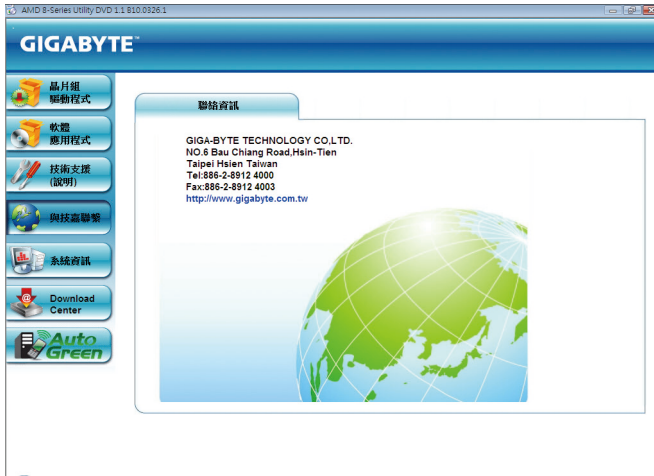 AMD 8-Series Utility DVD 1.1 B10.0326.1
GIGABYTE™
晶片組
驅動程式
軟體
應用程式
技術支援
(說明)
與技嘉聯繫
系統資訊
Download
Center
Auto
Green
聯絡資訊
GIGA-BYTE TECHNOLOGY CO,LTD.
NO.6 Bau Chiang Road,Hsin-Tien
Taipei Hsien Taiwan
Tel:886-2-8912 4000
Fax:886-2-8912 4003
http://www.gigabyte.com.tw